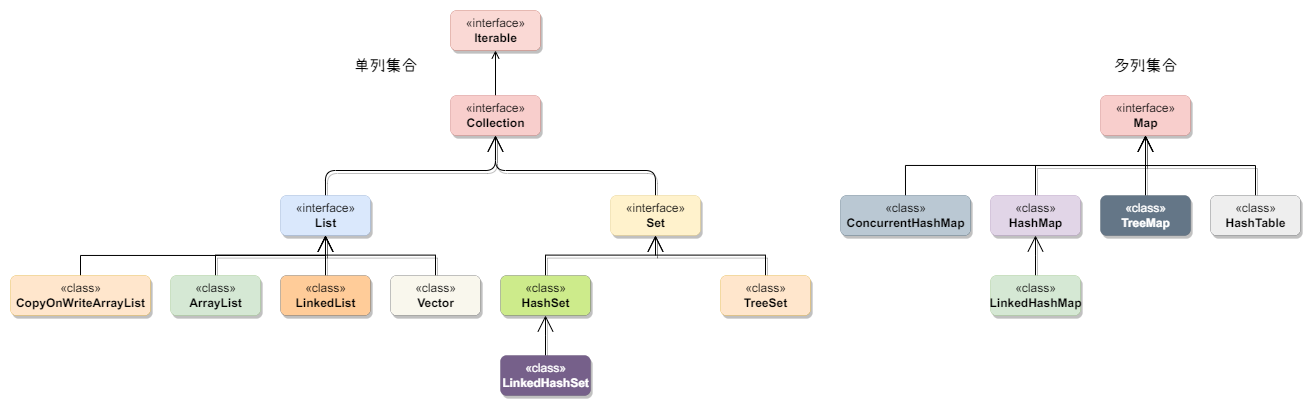 «interface»
Iterable
单列集合
多列集合
«interface»
Collection
«interface»
Map
«interface»
List
«interface»
Set
«class»
ConcurrentHashMap
«class»
HashMap
«class»
TreeMap
«class»
HashTable
«class»
CopyOnWriteArrayList
«class»
ArrayList
«class»
LinkedList
«class»
Vector
«class»
HashSet
«class»
TreeSet
«class»
LinkedHashMap
«class»
LinkedHashSet